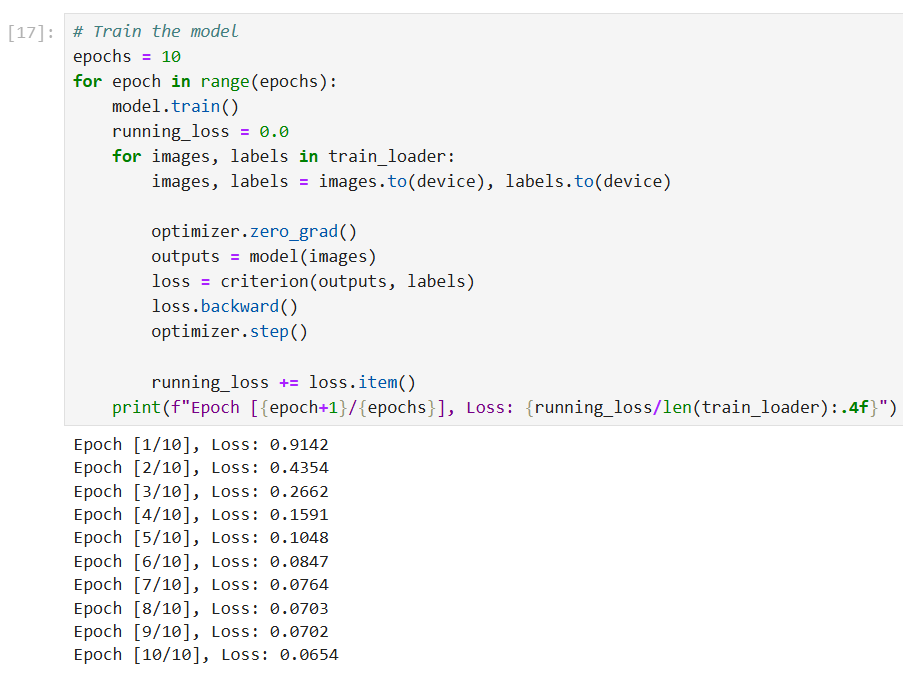 [17]: # Train the model
epochs = 10
for epoch in range(epochs):
    model.train()
    running_loss = 0.0
    for images, labels in train_loader:
        images, labels = images.to(device), labels.to(device)

        optimizer.zero_grad()
        outputs = model(images)
        loss = criterion(outputs, labels)
        loss.backward()
        optimizer.step()

        running_loss += loss.item()
    print(f"Epoch [{epoch+1}/{epochs}], Loss: {running_loss/len(train_loader):.4f}")
Epoch [1/10], Loss: 0.9142
Epoch [2/10], Loss: 0.4354
Epoch [3/10], Loss: 0.2662
Epoch [4/10], Loss: 0.1591
Epoch [5/10], Loss: 0.1048
Epoch [6/10], Loss: 0.0847
Epoch [7/10], Loss: 0.0764
Epoch [8/10], Loss: 0.0703
Epoch [9/10], Loss: 0.0702
Epoch [10/10], Loss: 0.0654